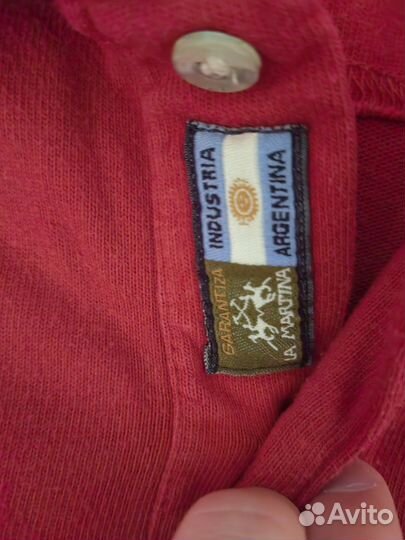 INDUSTRIA
ARGENTINA
GARANTIZA
LA MARTINA
Avito